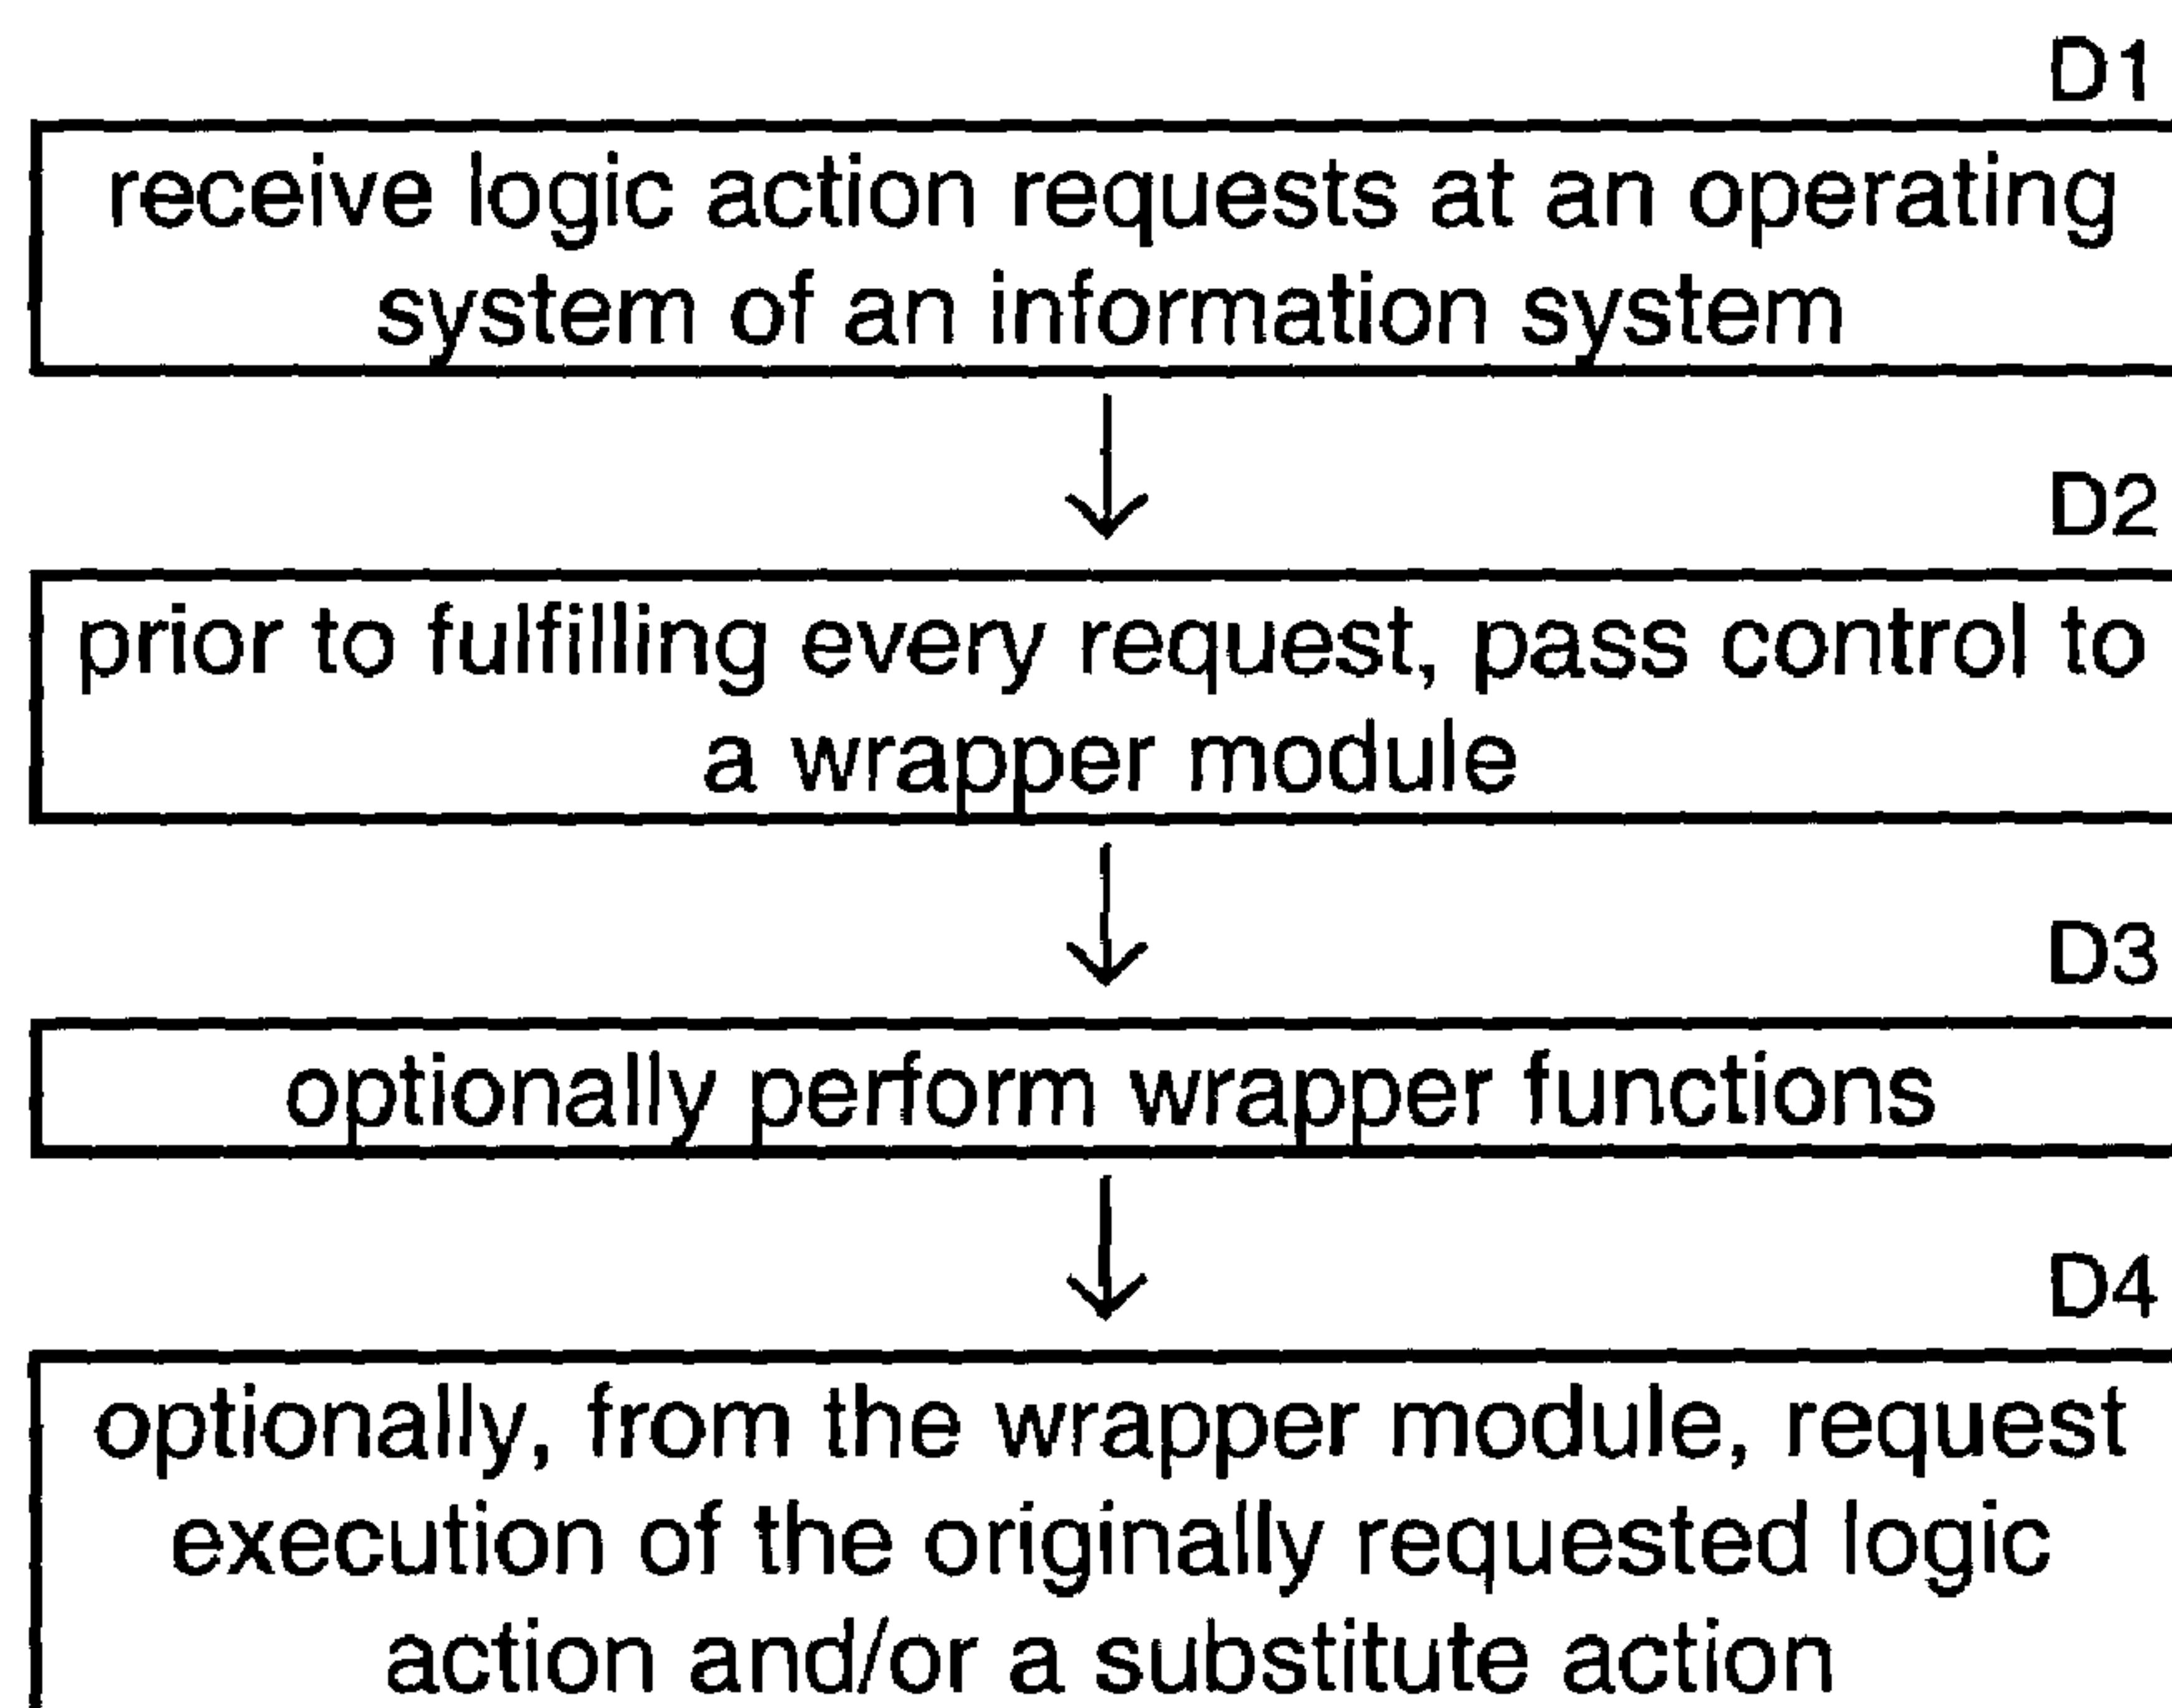 D1
receive logic action requests at an operating
system of an information system
D2
prior to fulfilling every request, pass control to
a wrapper module
D3
optionally perform wrapper functions
D4
optionally, from the wrapper module, request
execution of the originally requested logic
action and/or a substitute action